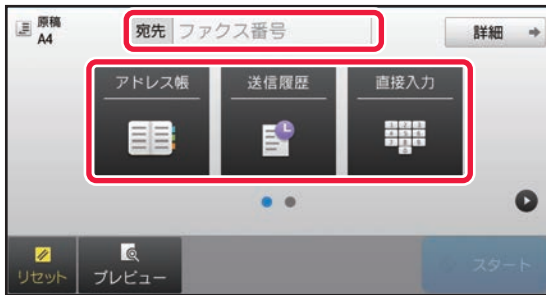 原稿
A4
宛先 ファクス番号
詳細
アドレス帳
送信履歴
直接入力
リセット
プレビュー
スタート